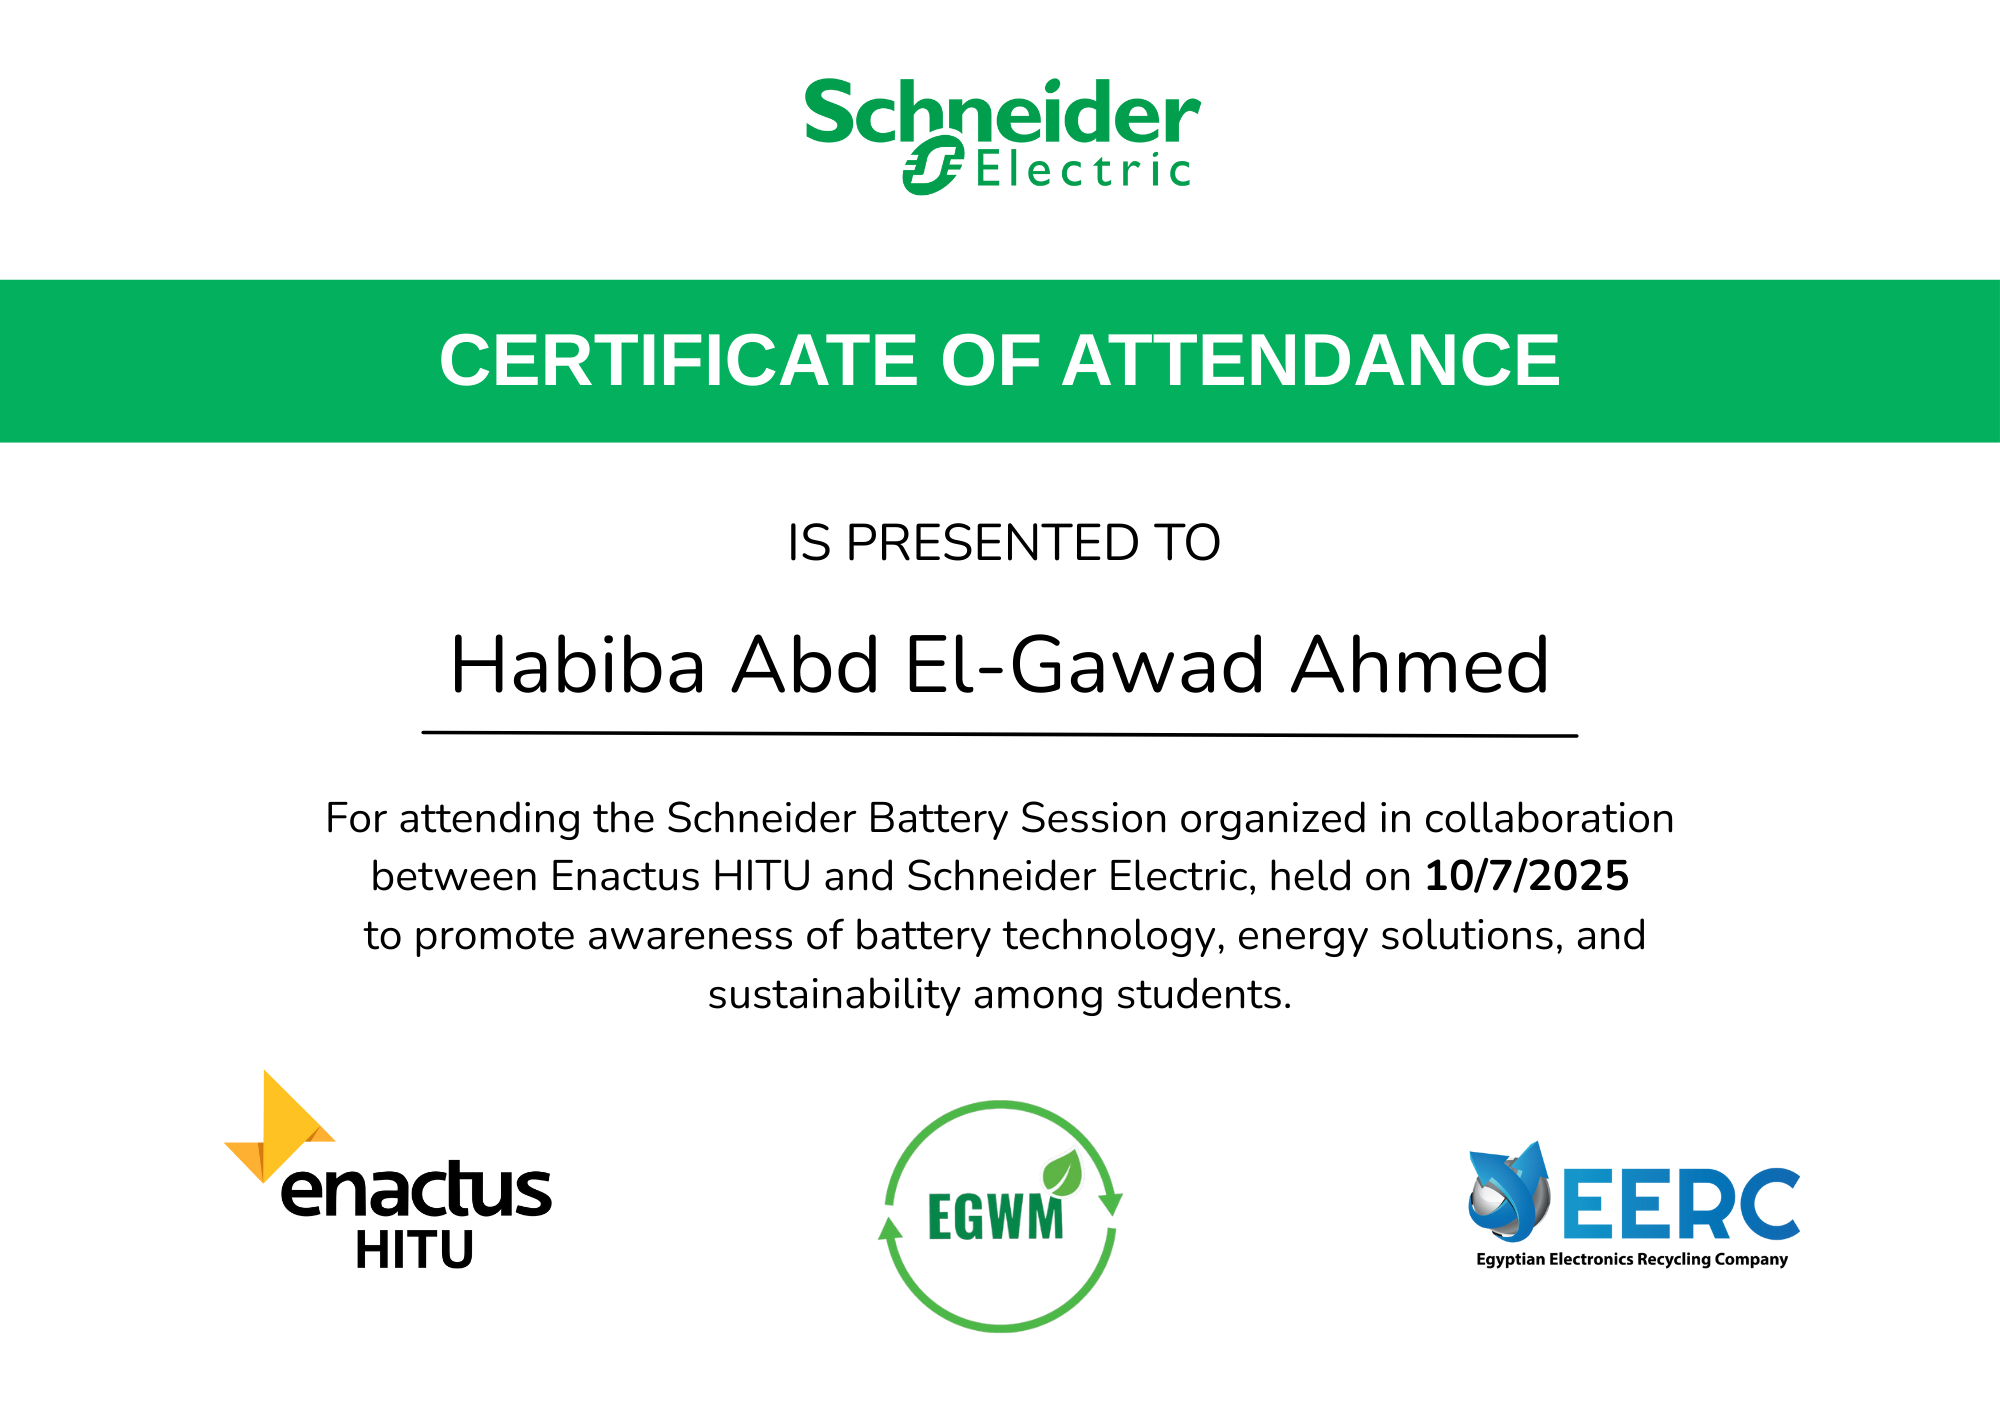 Schneider
Electric
CERTIFICATE OF ATTENDANCE
IS PRESENTED TO
Habiba Abd El-Gawad Ahmed
For attending the Schneider Battery Session organized in collaboration
between Enactus HITU and Schneider Electric, held on 10/7/2025
to promote awareness of battery technology, energy solutions, and
sustainability among students.
enactus
HITU
EGWM
EERC
Egyptian Electronics Recycling Company